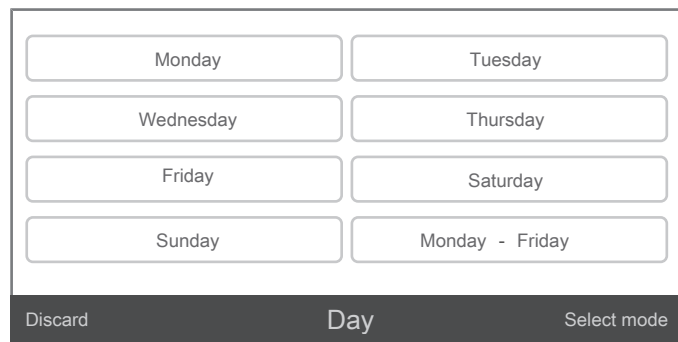 Monday
Tuesday
Wednesday
Thursday
Friday
Saturday
Sunday
Monday - Friday
Discard
Day
Select mode